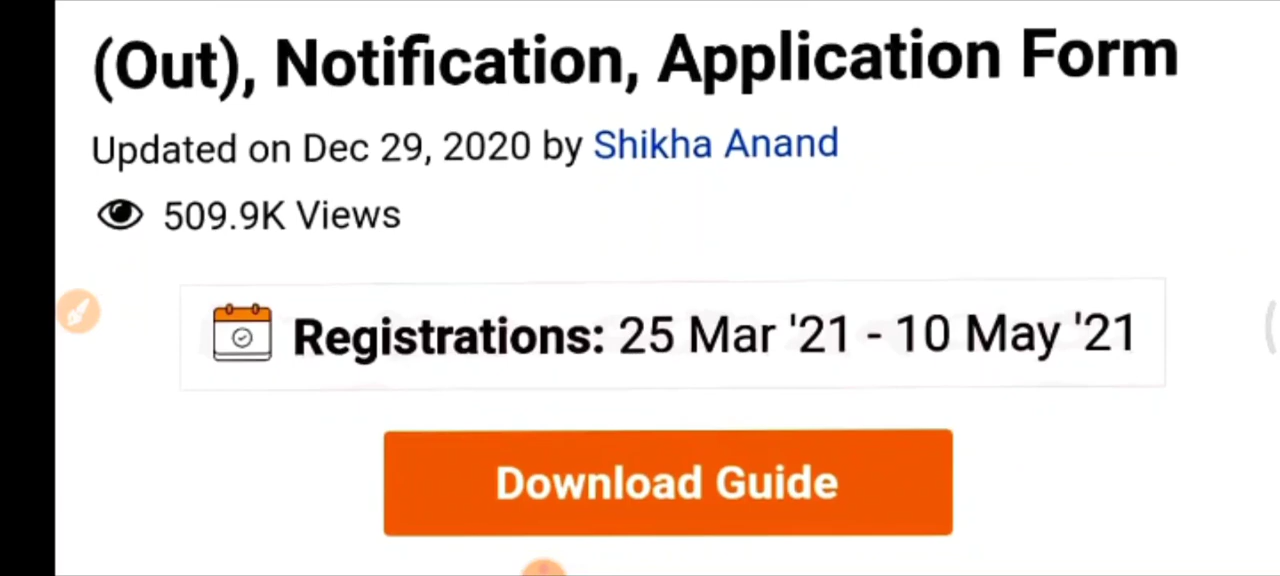 (Out), Notification, Application Form
Updated on Dec 29, 2020 by Shikha Anand
509.9K Views
Registrations: 25 Mar '21 - 10 May '21
Download Guide